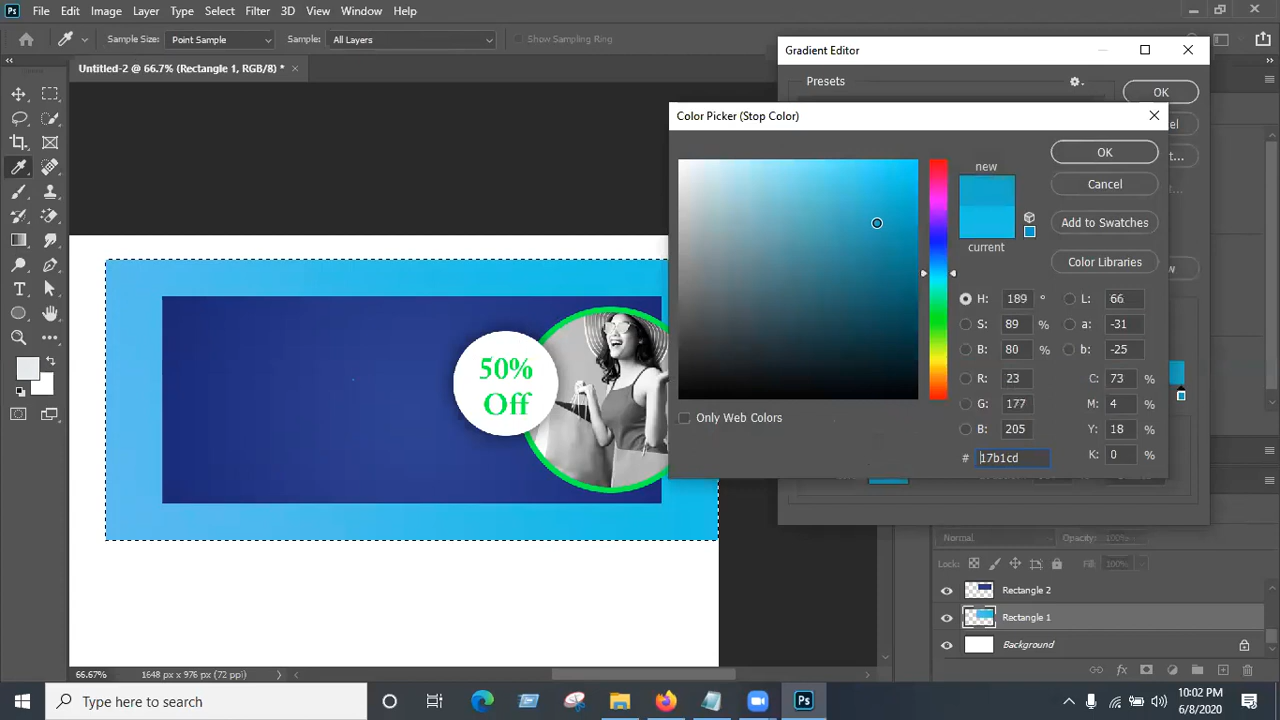 Ps File Edit Image Layer Type Select Filter 3D View Window Help
Sample Size: Point Sample Sample: All Layers Show Sampling Ring
Untitled-2 @ 66.7% (Rectangle 1, RGB/8) *
Gradient Editor
Presets
OK
Color Picker (Stop Color)
new
OK
Cancel
Add to Swatches
current
Color Libraries
H: 189 °
L: 66
S: 89 %
a: -31
B: 80 %
b: -25
R: 23
C: 73 %
G: 177
M: 4 %
B: 205
Y: 18 %
# 17b1cd
K: 0 %
Only Web Colors
50%
Off
Normal Opacity: 100%
Lock: Fill: 100%
Rectangle 2
Rectangle 1
Background
66.67% 1648 px x 976 px (72 ppi)
Type here to search
Ps
10:02 PM
6/8/2020